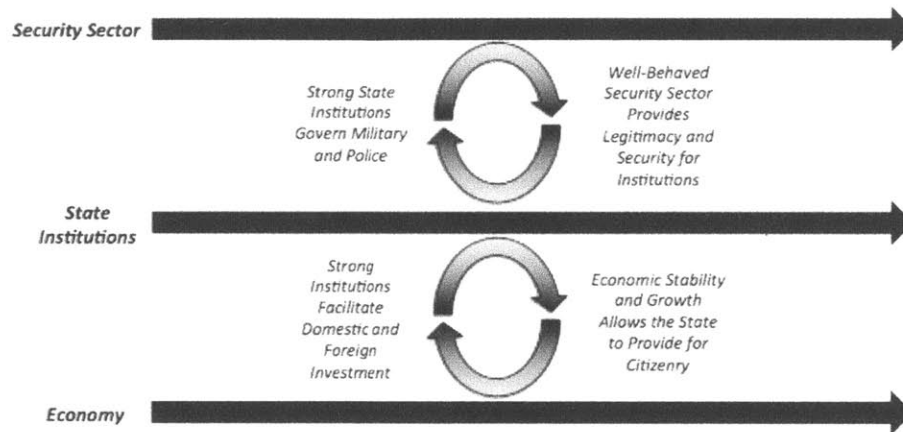 Security Sector
Strong State
Institutions
Govern Military
and Police
Well-Behaved
Security Sector
Provides
Legitimacy and
Security for
Institutions
State
Institutions
Strong
Institutions
Facilitate
Domestic and
Foreign
Investment
Economic Stability
and Growth
Allows the State
to Provide for
Citizenry
Economy